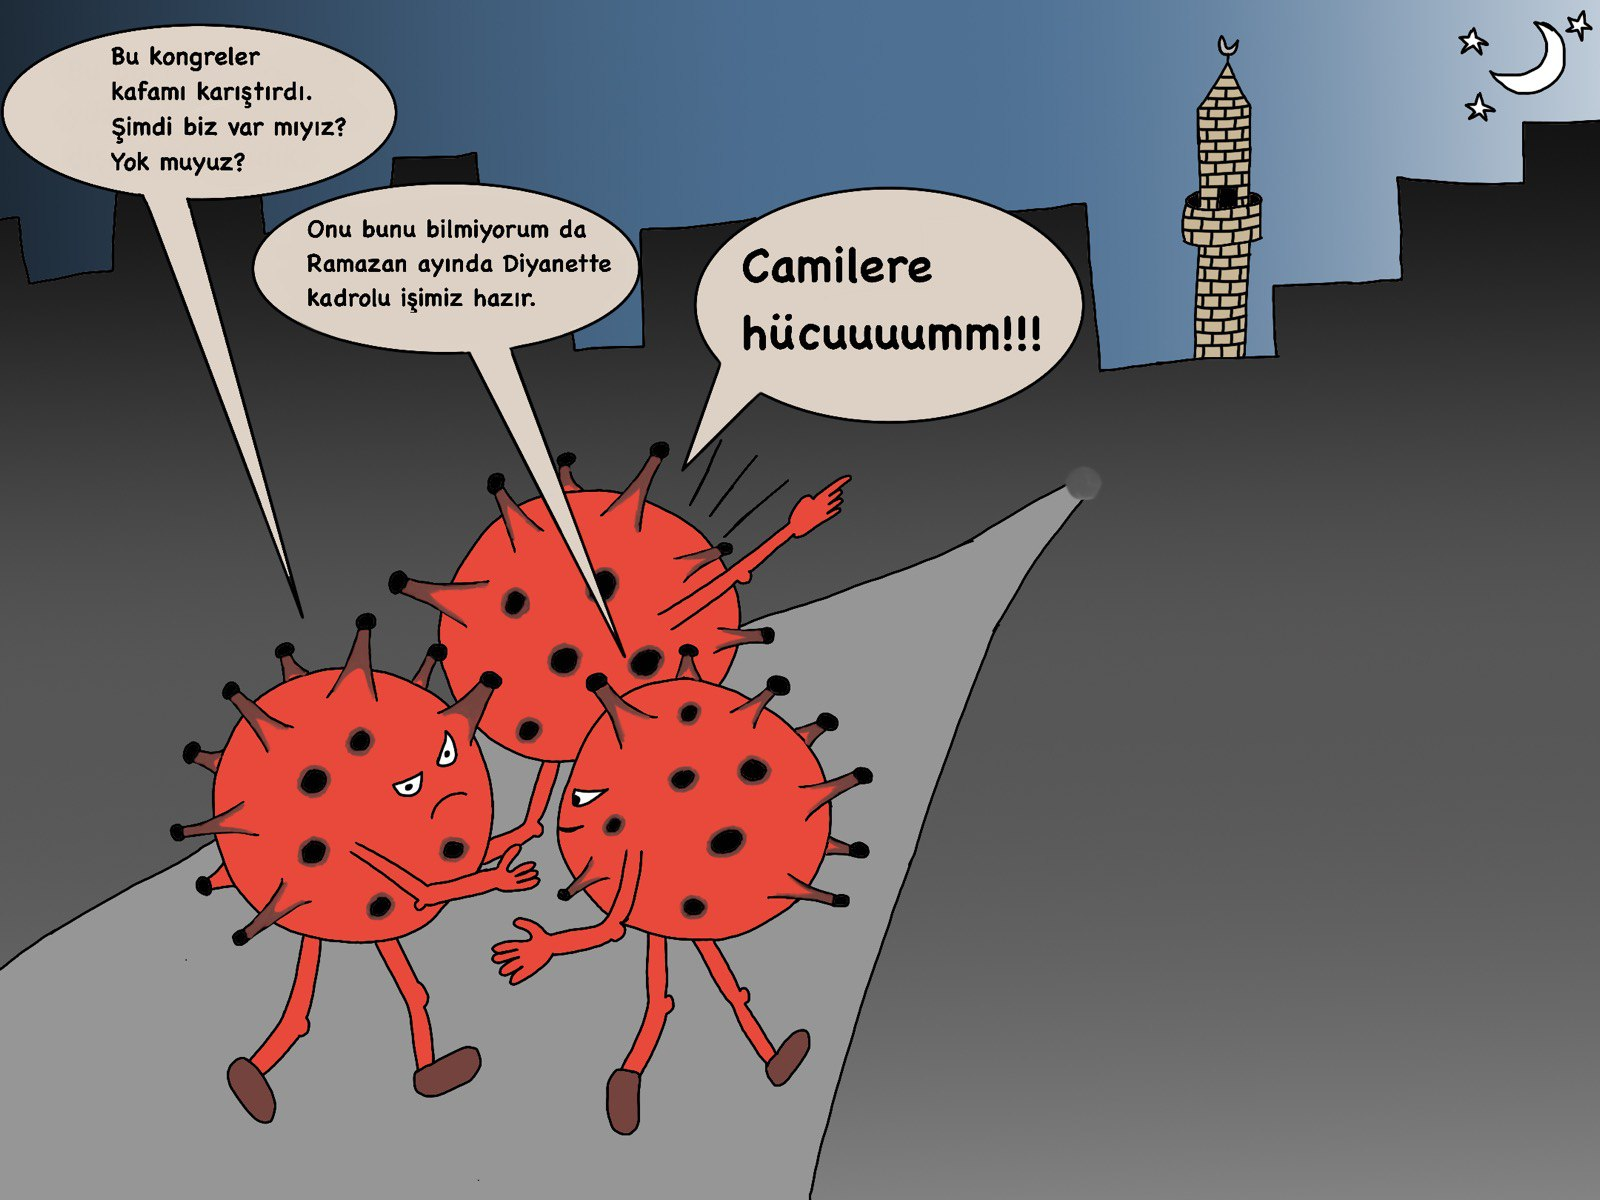 Bu kongreler
kafamı karıştırdı.
Şimdi biz var mıyız?
Yok muyuz?
Onu bunu bilmiyorum da
Ramazan ayında Diyanette
kadrolu işimiz hazır.
Camilere
hücuuuumm!!!